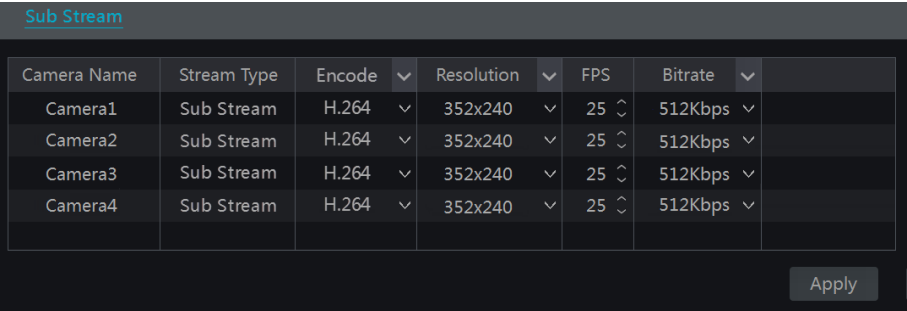 Sub Stream
Camera Name Stream Type Encode Resolution FPS Bitrate
Camera1 Sub Stream H.264 352x240 25 512Kbps
Camera2 Sub Stream H.264 352x240 25 512Kbps
Camera3 Sub Stream H.264 352x240 25 512Kbps
Camera4 Sub Stream H.264 352x240 25 512Kbps
Apply